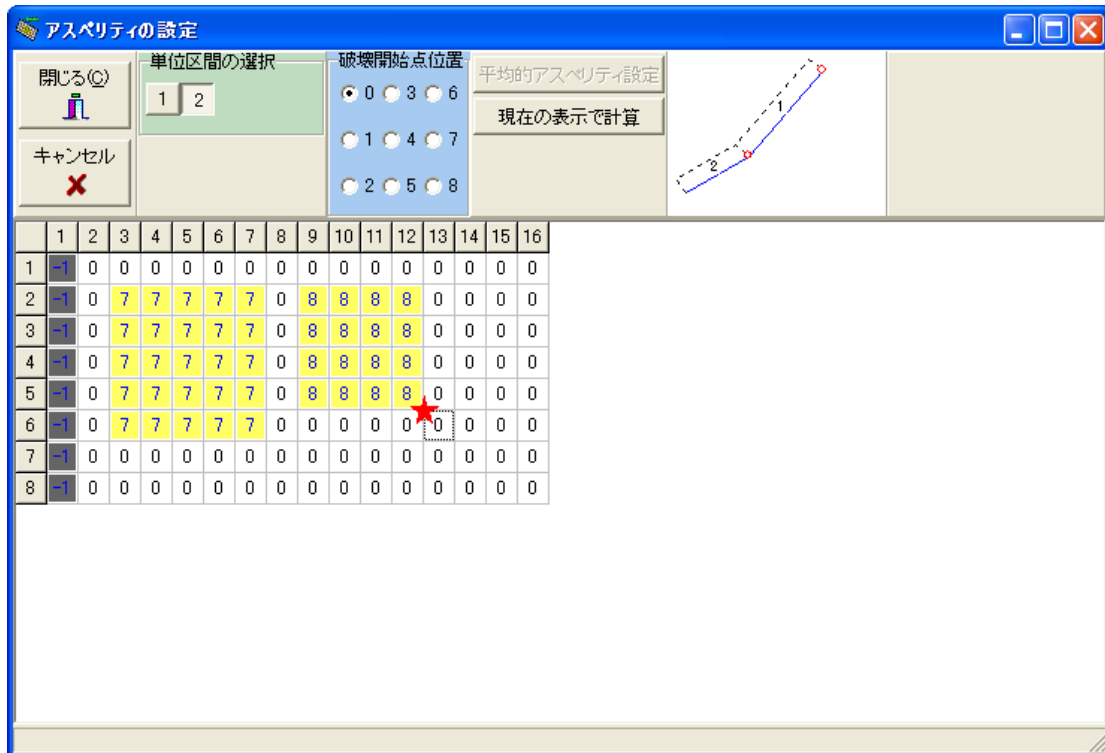 アスペリティの設定
閉じる(C)
キャンセル
単位区間の選択
1 2
破壊開始点位置
0 3 6
1 4 7
2 5 8
平均的アスペリティ設定
現在の表示で計算
1
2
1 2 3 4 5 6 7 8 9 10 11 12 13 14 15 16
1 -1 0 0 0 0 0 0 0 0 0 0 0 0 0 0 0
2 -1 0 7 7 7 7 7 0 8 8 8 8 0 0 0 0
3 -1 0 7 7 7 7 7 0 8 8 8 8 0 0 0 0
4 -1 0 7 7 7 7 7 0 8 8 8 8 0 0 0 0
5 -1 0 7 7 7 7 7 0 8 8 8 8 0 0 0 0
6 -1 0 7 7 7 7 7 0 0 0 0 0 0 0 0 0
7 -1 0 0 0 0 0 0 0 0 0 0 0 0 0 0 0
8 -1 0 0 0 0 0 0 0 0 0 0 0 0 0 0 0